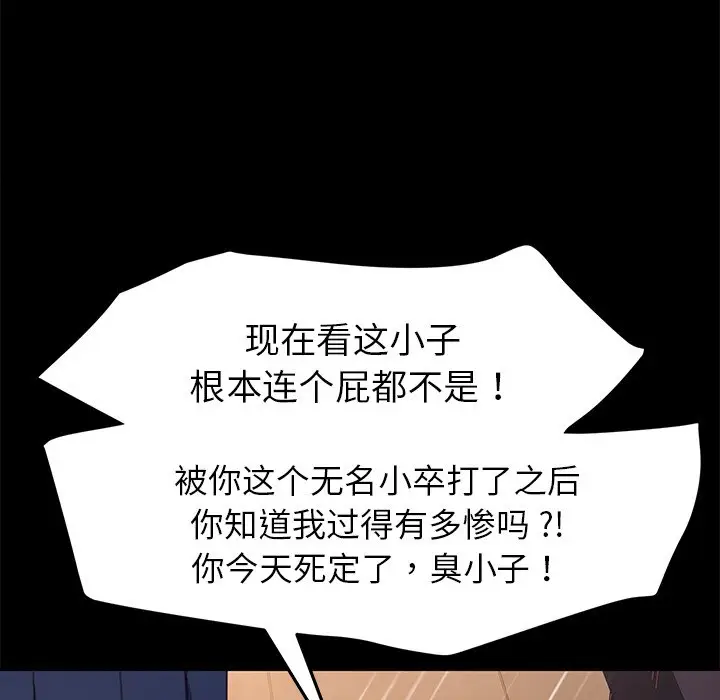 现在看这小子
根本连个屁都不是！
被你这个无名小卒打了之后
你知道我过得有多惨吗?!
你今天死定了，臭小子！